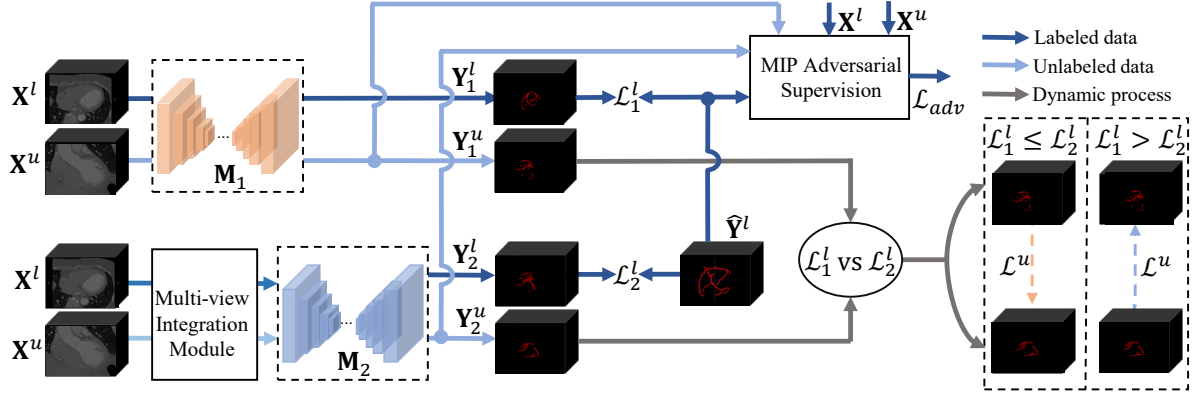 X^l
X^u
M_1
...
Y_1^l
Y_1^u
ℒ_1^l
X^l X^u
MIP Adversarial
Supervision
ℒ_adv
Labeled data
Unlabeled data
Dynamic process
X^l
X^u
Multi-view
Integration
Module
...
M_2
Y_2^l
Y_2^u
ℒ_2^l
Ŷ^l
ℒ_1^l vs ℒ_2^l
ℒ_1^l ≤ ℒ_2^l
ℒ_1^l > ℒ_2^l
ℒ^u
ℒ^u